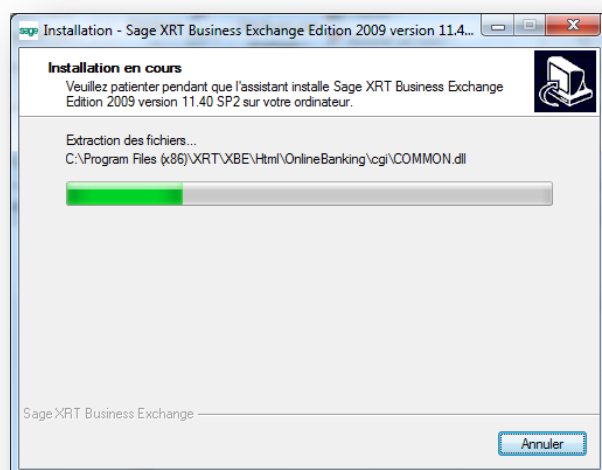 sage Installation - Sage XRT Business Exchange Edition 2009 version 11.4...
Installation en cours
Veuillez patienter pendant que l'assistant installe Sage XRT Business Exchange
Edition 2009 version 11.40 SP2 sur votre ordinateur.
Extraction des fichiers...
C:\Program Files (x86)\XRT\XBE\Html\OnlineBanking\cgi\COMMON.dll
Sage XRT Business Exchange
Annuler